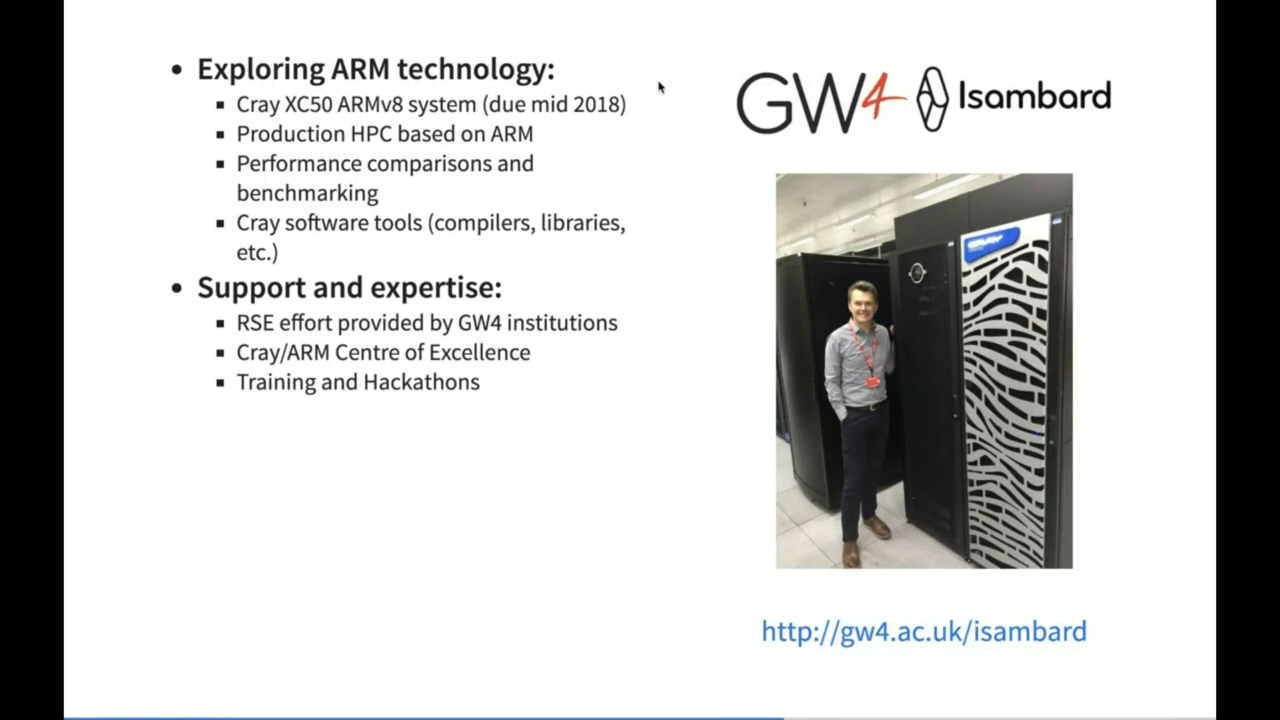 • Exploring ARM technology:
▪ Cray XC50 ARMv8 system (due mid 2018)
▪ Production HPC based on ARM
▪ Performance comparisons and
benchmarking
▪ Cray software tools (compilers, libraries,
etc.)
• Support and expertise:
▪ RSE effort provided by GW4 institutions
▪ Cray/ARM Centre of Excellence
▪ Training and Hackathons
GW4 Isambard
CRAY
http://gw4.ac.uk/isambard